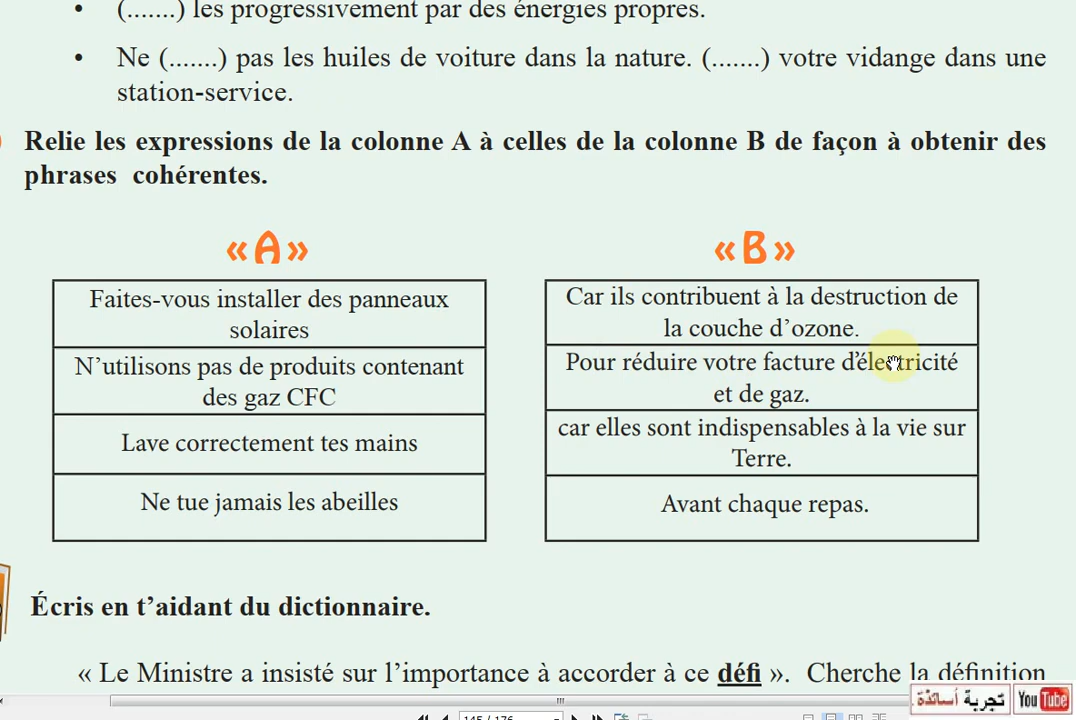 • (.......) les progressivement par des énergies propres.
• Ne (.......) pas les huiles de voiture dans la nature. (.......) votre vidange dans une
station-service.
Relie les expressions de la colonne A à celles de la colonne B de façon à obtenir des
phrases cohérentes.
« A »
« B »
Faites-vous installer des panneaux
solaires
N’utilisons pas de produits contenant
des gaz CFC
Lave correctement tes mains
Ne tue jamais les abeilles
Car ils contribuent à la destruction de
la couche d’ozone.
Pour réduire votre facture d’électricité
et de gaz.
car elles sont indispensables à la vie sur
Terre.
Avant chaque repas.
Écris en t’aidant du dictionnaire.
« Le Ministre a insisté sur l’importance à accorder à ce défi ». Cherche la définition
تجربة أساتذة
YouTube
145 / 176